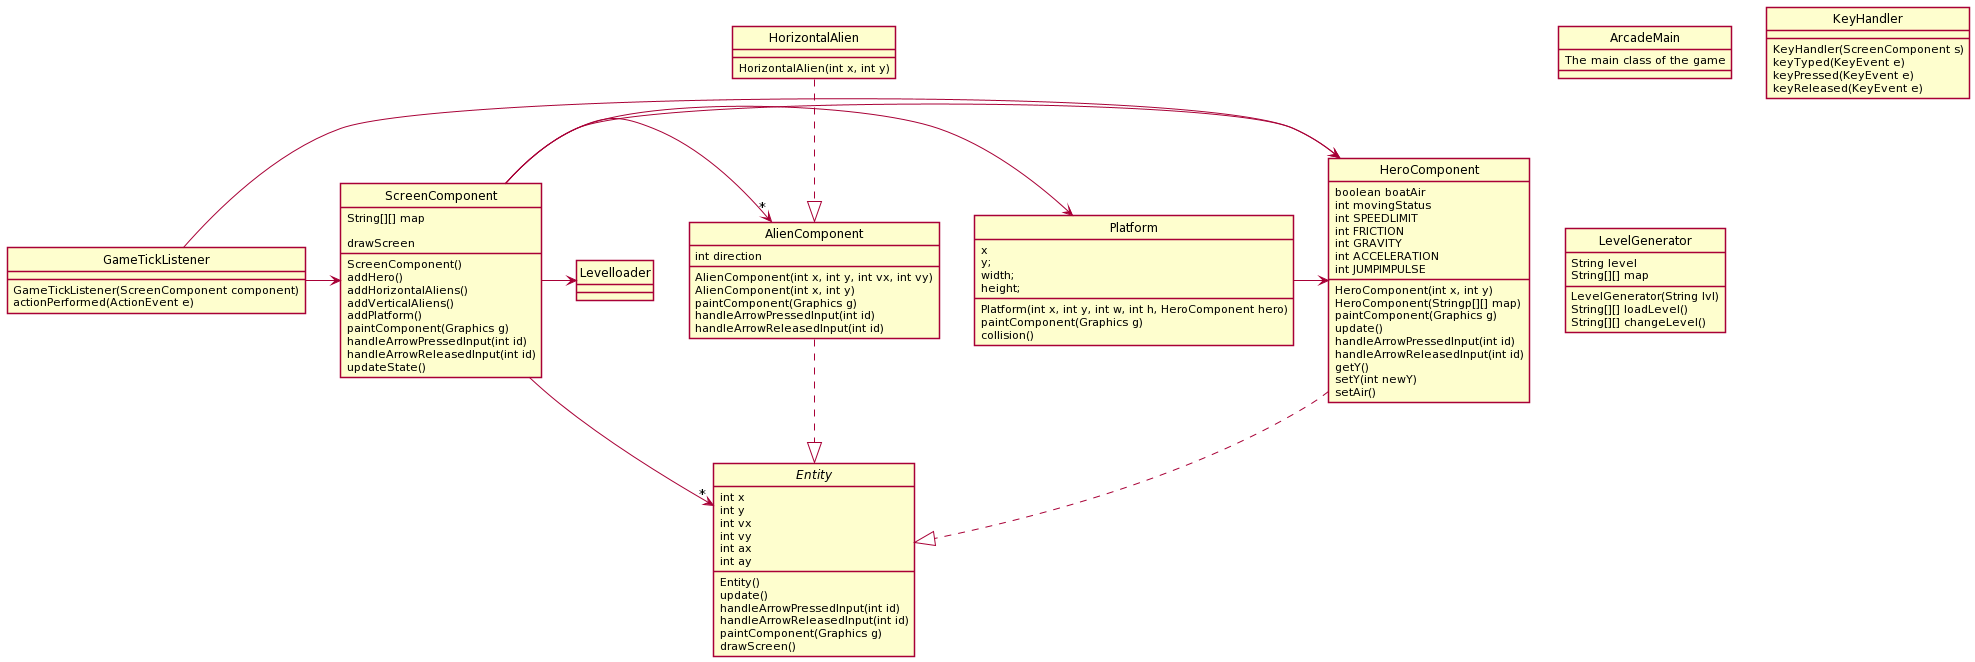 HorizontalAlien
HorizontalAlien(int x, int y)
ArcadeMain
The main class of the game
KeyHandler
KeyHandler(ScreenComponent s)
keyTyped(KeyEvent e)
keyPressed(KeyEvent e)
keyReleased(KeyEvent e)
GameTickListener
GameTickListener(ScreenComponent component)
actionPerformed(ActionEvent e)
ScreenComponent
String[][] map
drawScreen
ScreenComponent()
addHero()
addHorizontalAliens()
addVerticalAliens()
addPlatform()
paintComponent(Graphics g)
handleArrowPressedInput(int id)
handleArrowReleasedInput(int id)
updateState()
Levelloader
*
AlienComponent
int direction
AlienComponent(int x, int y, int vx, int vy)
AlienComponent(int x, int y)
paintComponent(Graphics g)
handleArrowPressedInput(int id)
handleArrowReleasedInput(int id)
Platform
x
y;
width;
height;
Platform(int x, int y, int w, int h, HeroComponent hero)
paintComponent(Graphics g)
collision()
HeroComponent
boolean boatAir
int movingStatus
int SPEEDLIMIT
int FRICTION
int GRAVITY
int ACCELERATION
int JUMPIMPULSE
HeroComponent(int x, int y)
HeroComponent(Stringp[][] map)
paintComponent(Graphics g)
update()
handleArrowPressedInput(int id)
handleArrowReleasedInput(int id)
getY()
setY(int newY)
setAir()
LevelGenerator
String level
String[][] map
LevelGenerator(String lvl)
String[][] loadLevel()
String[][] changeLevel()
*
Entity
int x
int y
int vx
int vy
int ax
int ay
Entity()
update()
handleArrowPressedInput(int id)
handleArrowReleasedInput(int id)
paintComponent(Graphics g)
drawScreen()